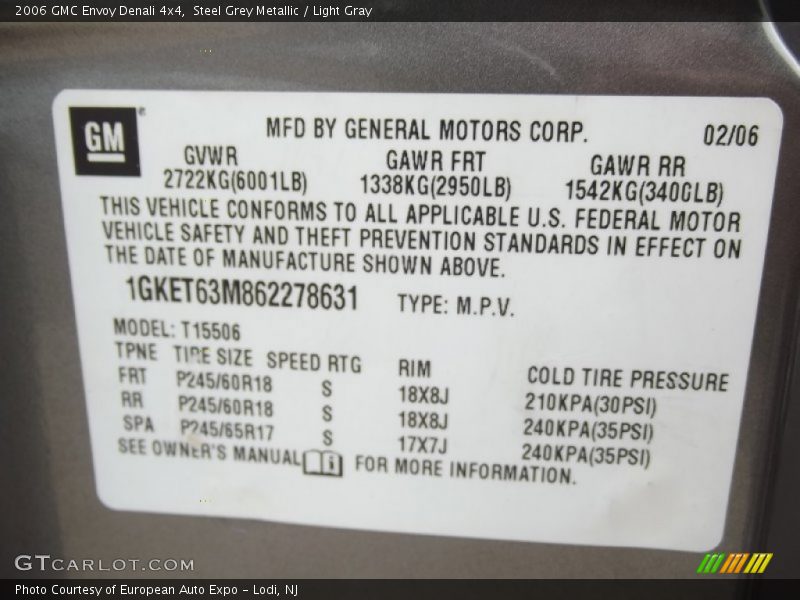 2006 GMC Envoy Denali 4x4, Steel Grey Metallic / Light Gray
GM
MFD BY GENERAL MOTORS CORP. 02/06
GVWR GAWR FRT GAWR RR
2722KG(6001LB) 1338KG(2950LB) 1542KG(3400LB)
THIS VEHICLE CONFORMS TO ALL APPLICABLE U.S. FEDERAL MOTOR
VEHICLE SAFETY AND THEFT PREVENTION STANDARDS IN EFFECT ON
THE DATE OF MANUFACTURE SHOWN ABOVE.
1GKET63M862278631 TYPE: M.P.V.
MODEL: T15506
TPNE TIRE SIZE SPEED RTG RIM COLD TIRE PRESSURE
FRT P245/60R18 S 18X8J 210KPA(30PSI)
RR P245/60R18 S 18X8J 240KPA(35PSI)
SPA P245/65R17 S 17X7J 240KPA(35PSI)
SEE OWNER'S MANUAL i FOR MORE INFORMATION.
GTCARLOT.COM
Photo Courtesy of European Auto Expo - Lodi, NJ